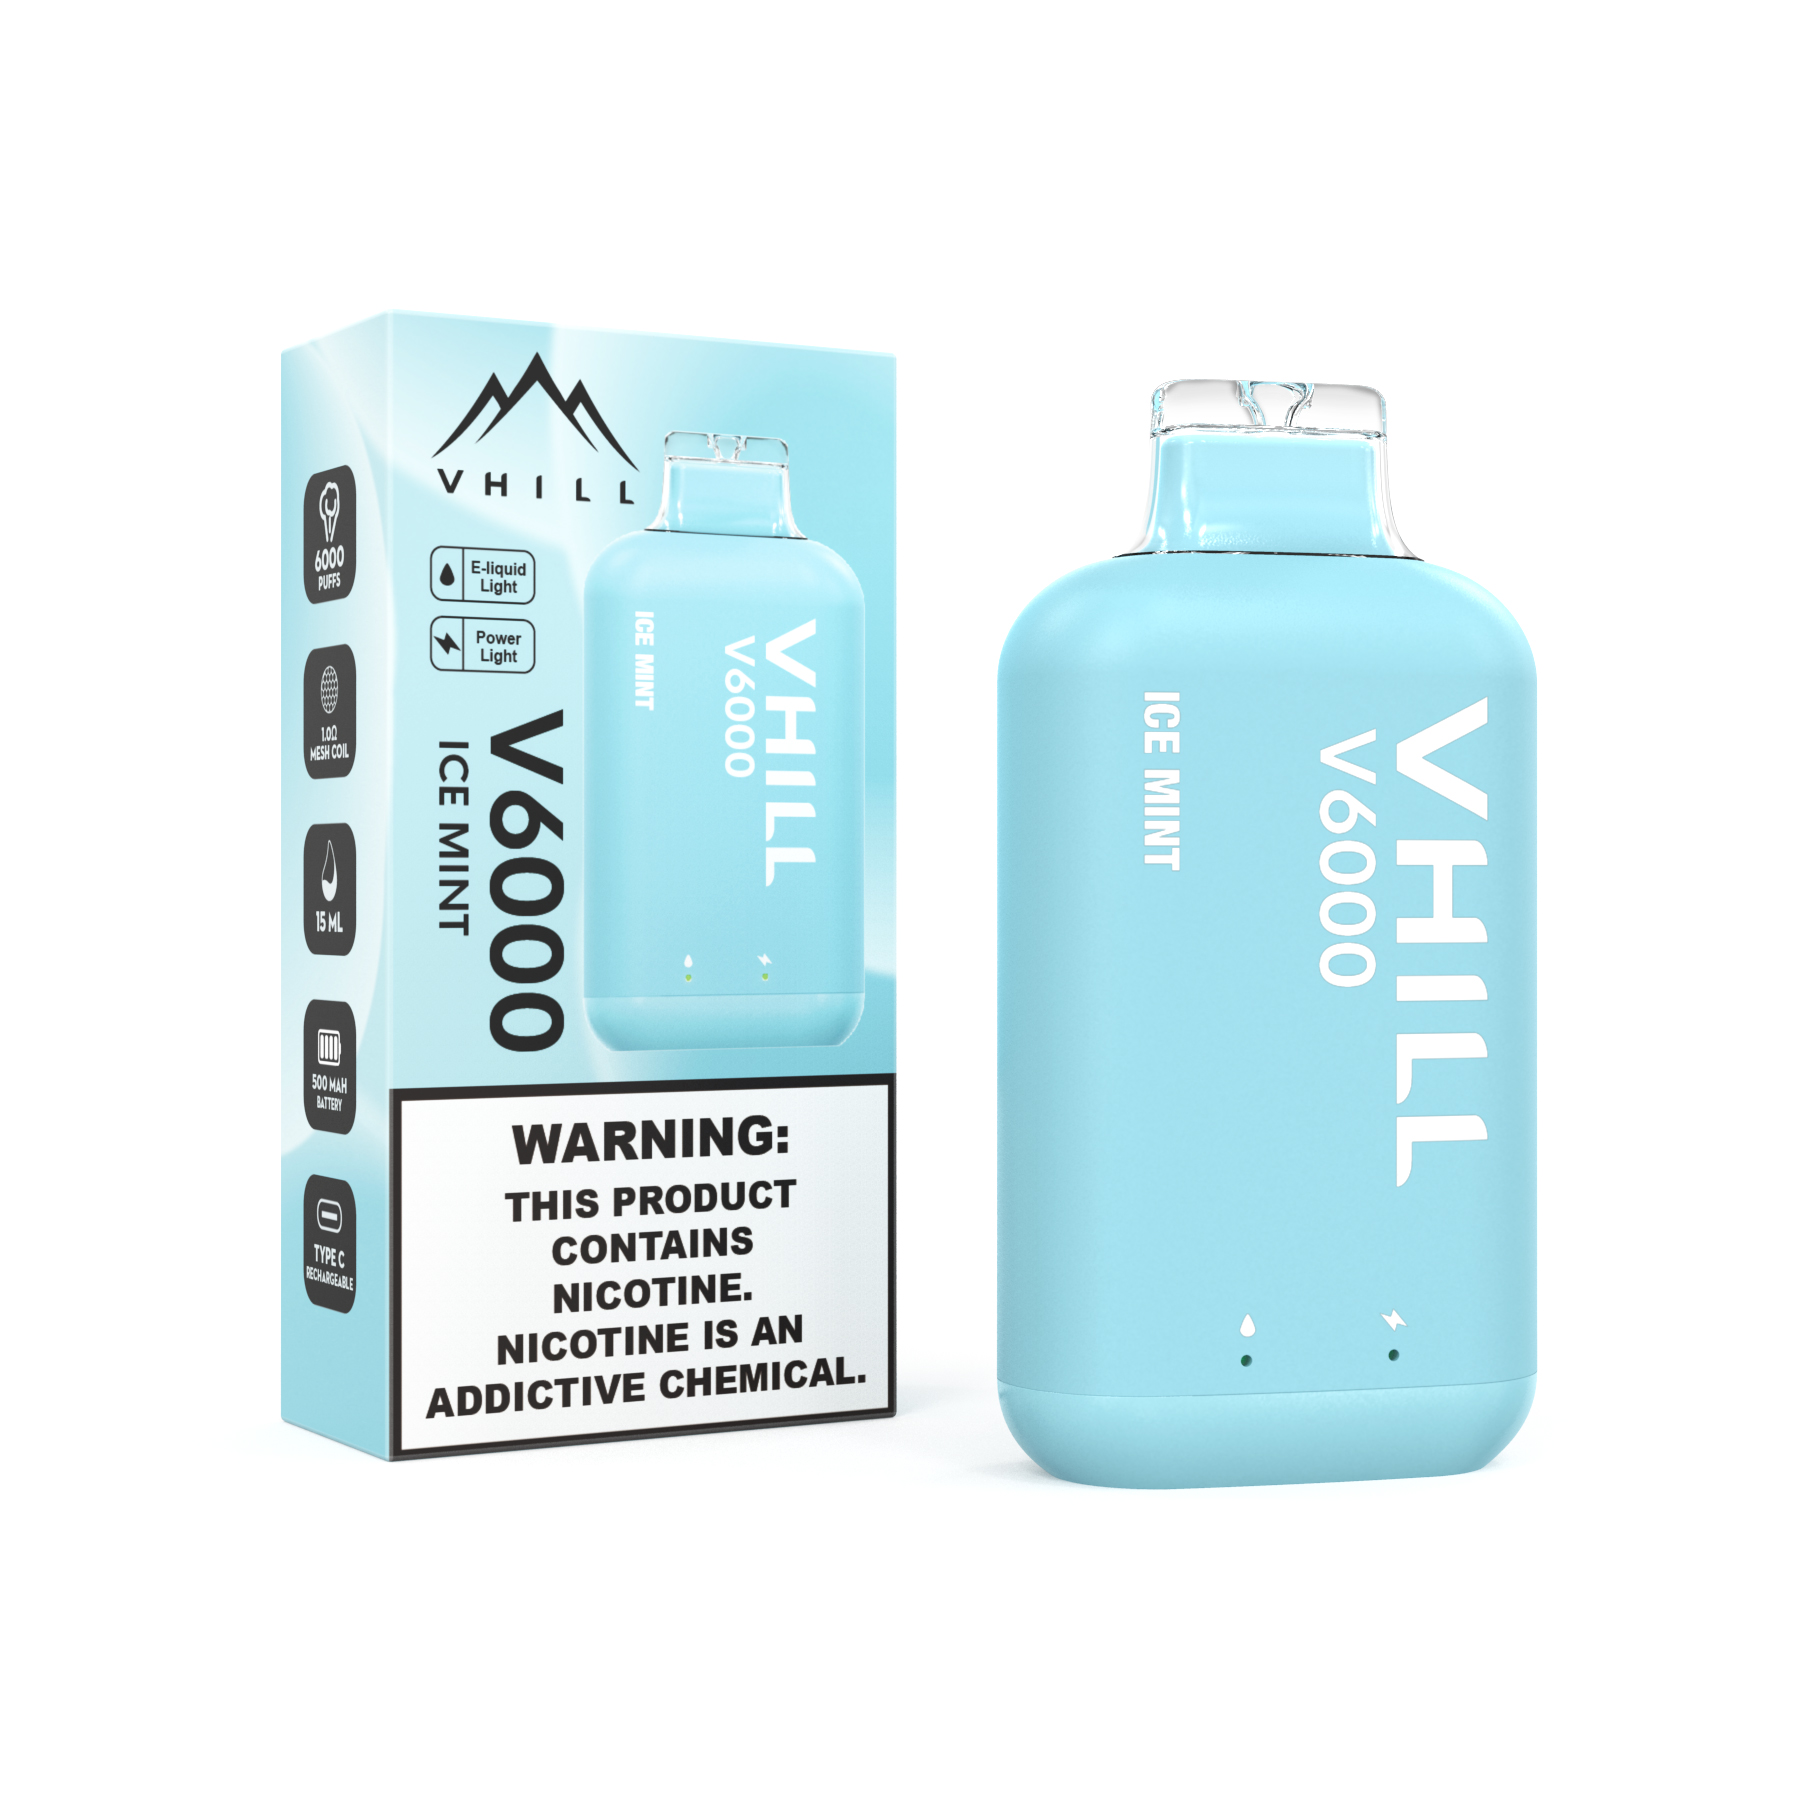 6000
PUFFS
1.0Ω
MESH COIL
15 ML
500 MAH
BATTERY
TYPE C
RECHARGEABLE
VHILL
E-liquid
Light
Power
Light
V6000
ICE MINT
VHILL
V6000
ICE MINT
WARNING:
THIS PRODUCT
CONTAINS
NICOTINE.
NICOTINE IS AN
ADDICTIVE CHEMICAL.
VHILL
V6000
ICE MINT